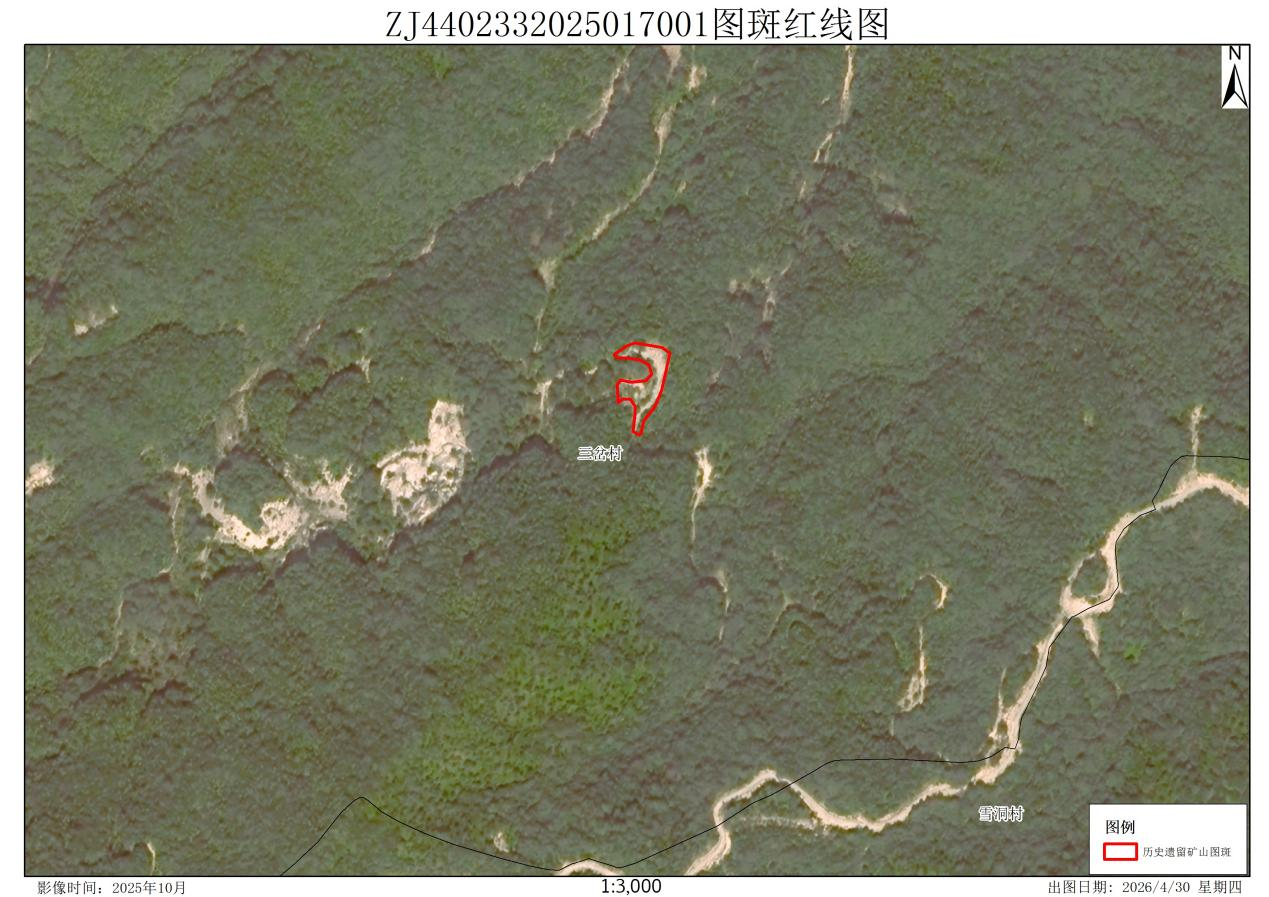 ZJ4402332025017001图斑红线图
N
三岔村
雪洞村
图例
历史遗留矿山图斑
影像时间：2025年10月
1:3,000
出图日期: 2026/4/30 星期四